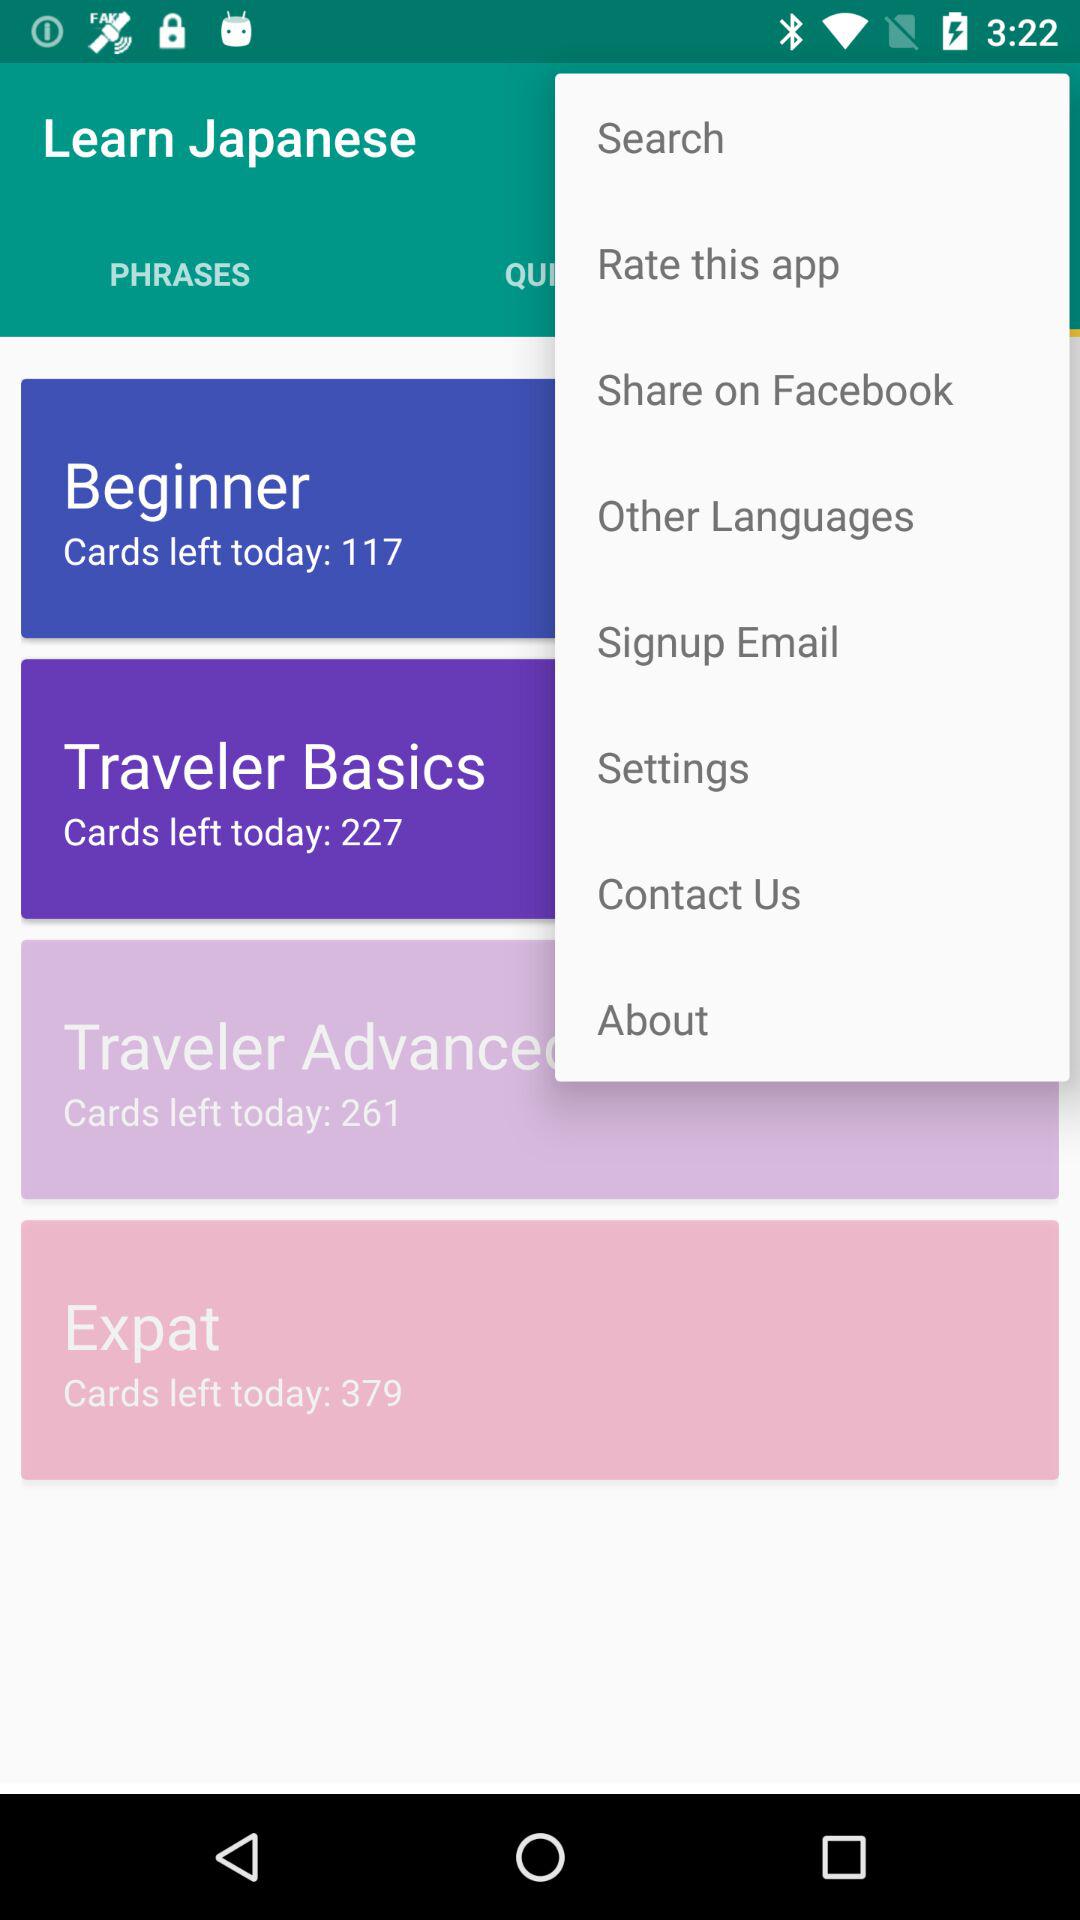 FAKE
3:22
Learn Japanese
PHRASES
Search
Rate this app
Share on Facebook
Other Languages
Signup Email
Settings
Contact Us
About
Beginner
Cards left today: 117
Traveler Basics
Cards left today: 227
Traveler Advanced
Cards left today: 261
Expat
Cards left today: 379